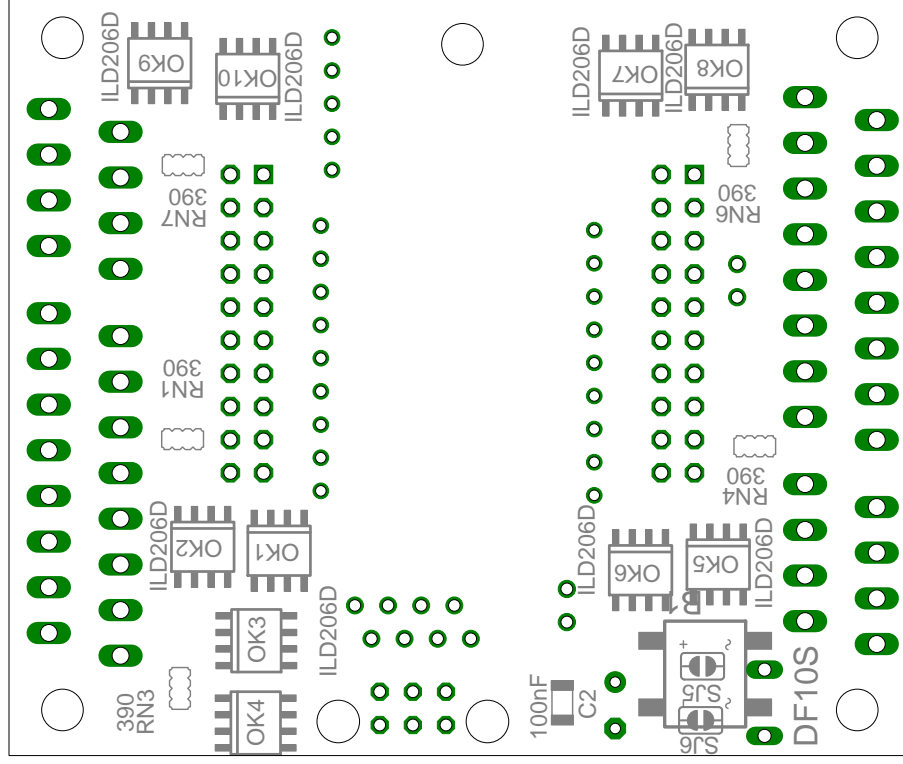 ILD206D
OK9
OK10
ILD206D
ILD206D
OK7
ILD206D
OK8
390
RN7
390
RN6
390
RN1
390
RN4
ILD206D
OK2
OK1
ILD206D
ILD206D
OK6
OK5
ILD206D
OK3
390
RN3
OK4
100nF
C2
B1
+
~
~
SJ5
SJ6
DF10S